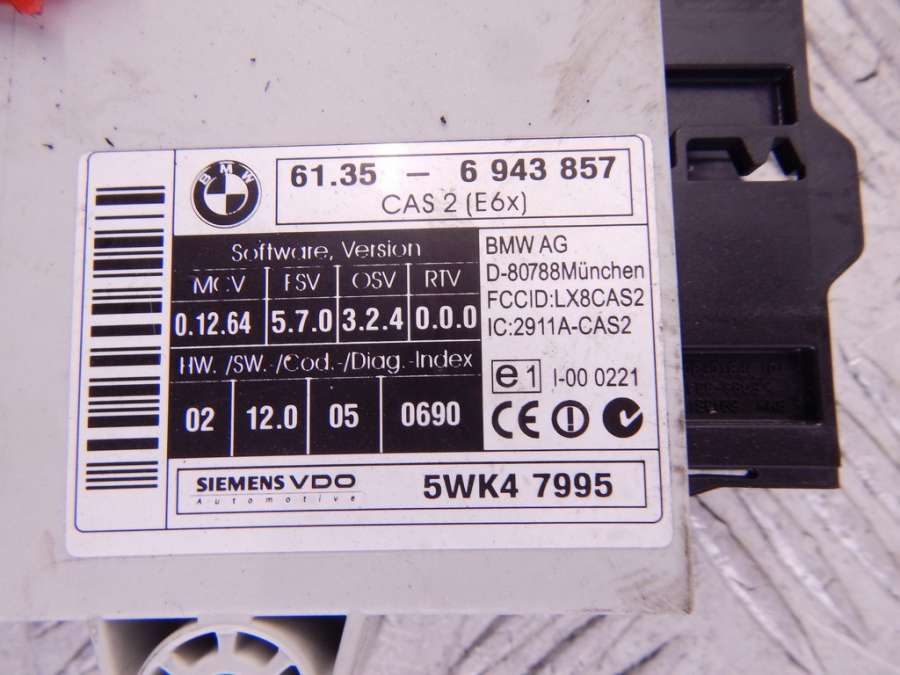 BMW
61.35 — 6 943 857
CAS 2 (E6x)
Software, Version
MCV FSV OSV RTV
0.12.64 5.7.0 3.2.4 0.0.0
HW. /SW.-/Cod.-/Diag.-Index
02 12.0 05 0690
BMW AG
D-80788München
FCCID:LX8CAS2
IC:2911A-CAS2
e1 I-00 0221
CE
SIEMENS VDO
Automotive
5WK4 7995